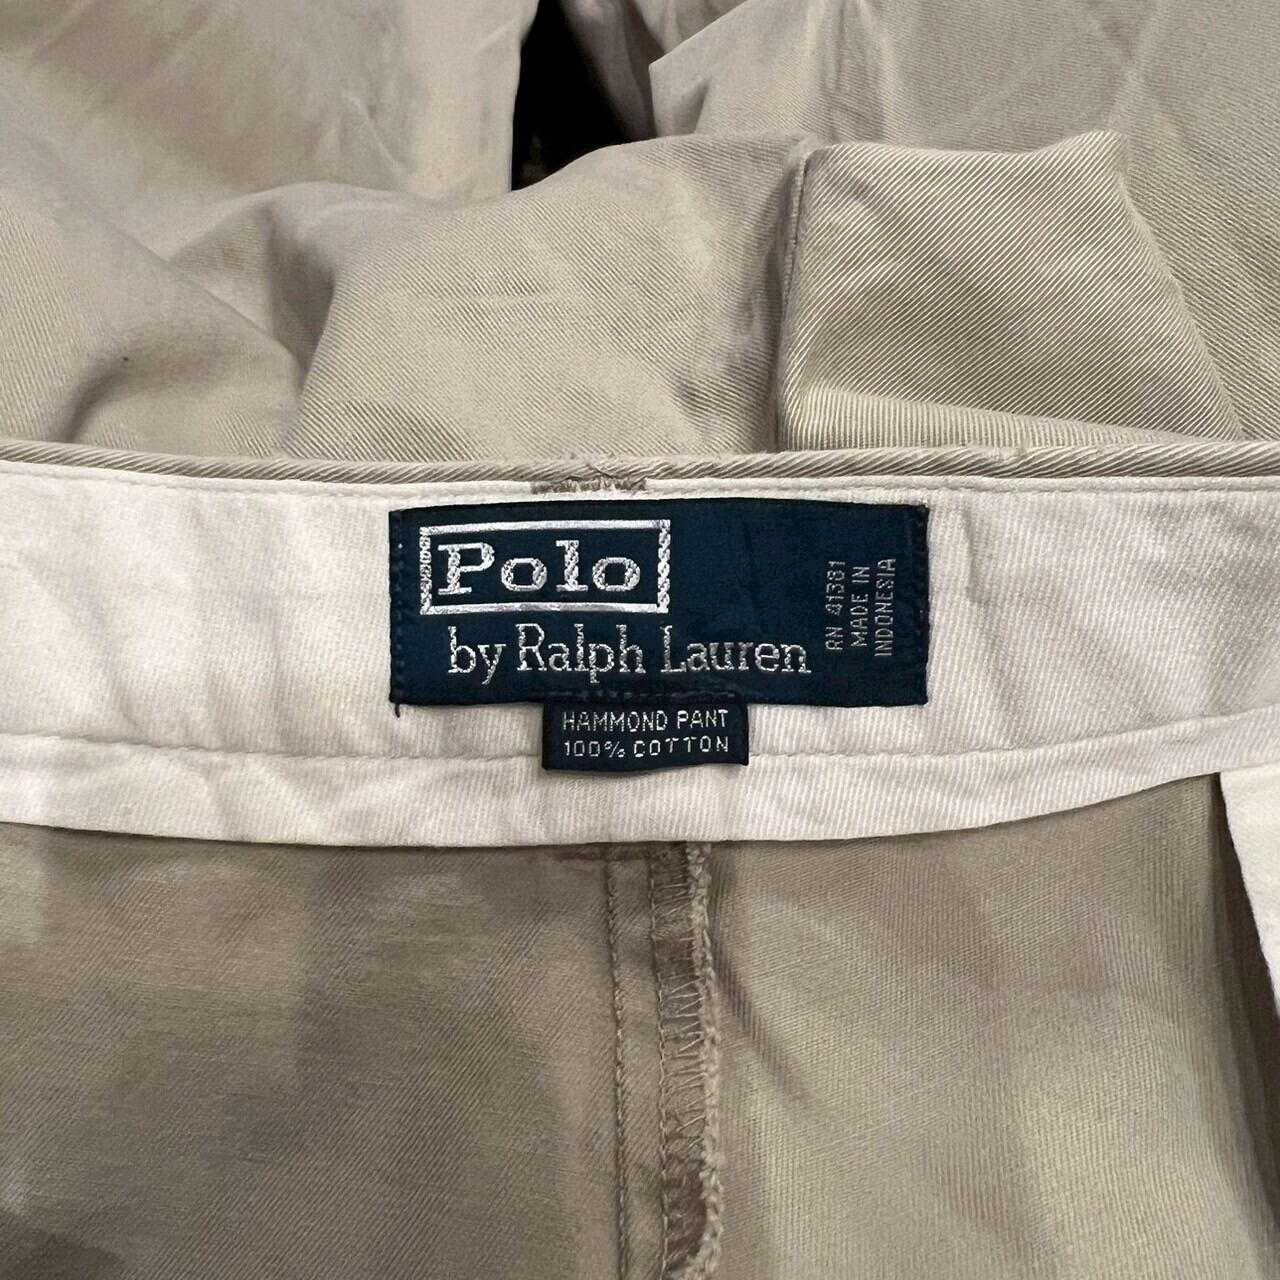 Polo
by Ralph Lauren
RN 41381
MADE IN
INDONESIA
HAMMOND PANT
100% COTTON